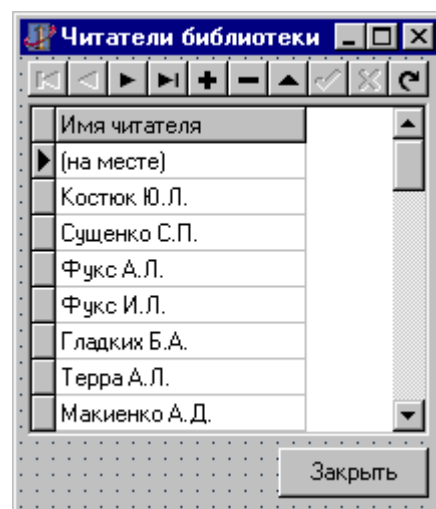 Читатели библиотеки
Имя читателя
(на месте)
Костюк Ю.Л.
Сущенко С.П.
Фукс А.Л.
Фукс И.Л.
Гладких Б.А.
Терра А.Л.
Макиенко А.Д.
Закрыть